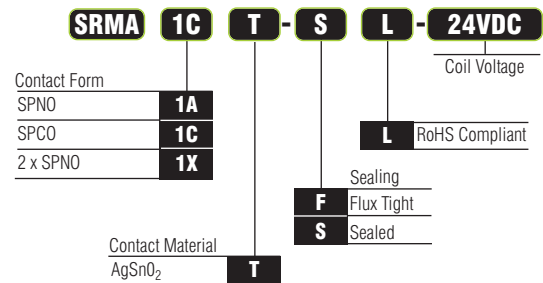 SRMA 1C T - S L - 24VDC
Coil Voltage
Contact Form
SPNO 1A
SPCO 1C
2 x SPNO 1X
L RoHS Compliant
Sealing
F Flux Tight
S Sealed
Contact Material
AgSn0₂ T